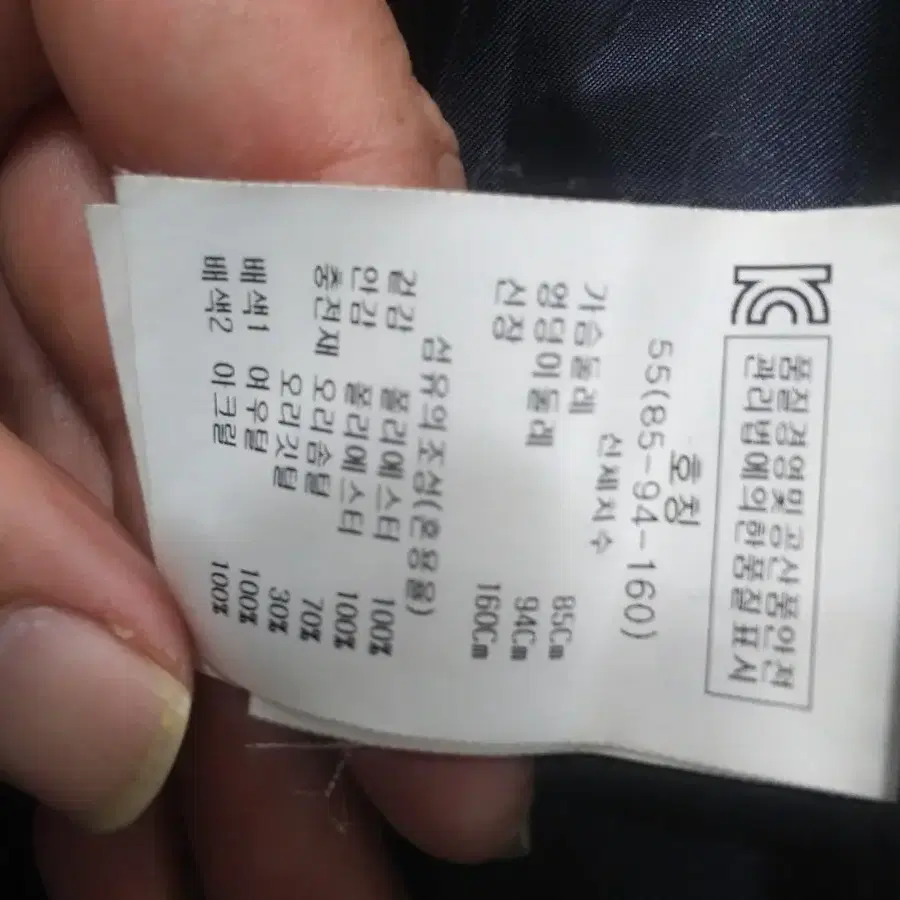 KC
품질경영및공산품안전
관리법에의한품질표시
호칭
55(85-94-160)
신체치수
가슴둘레 85Cm
엉덩이둘레 94Cm
신장 160Cm
섬유의조성(혼용율)
겉감 폴리에스터 100%
안감 폴리에스터 100%
충전재 오리솜털 70%
오리깃털 30%
배색1 여우털 100%
배색2 아크릴 100%